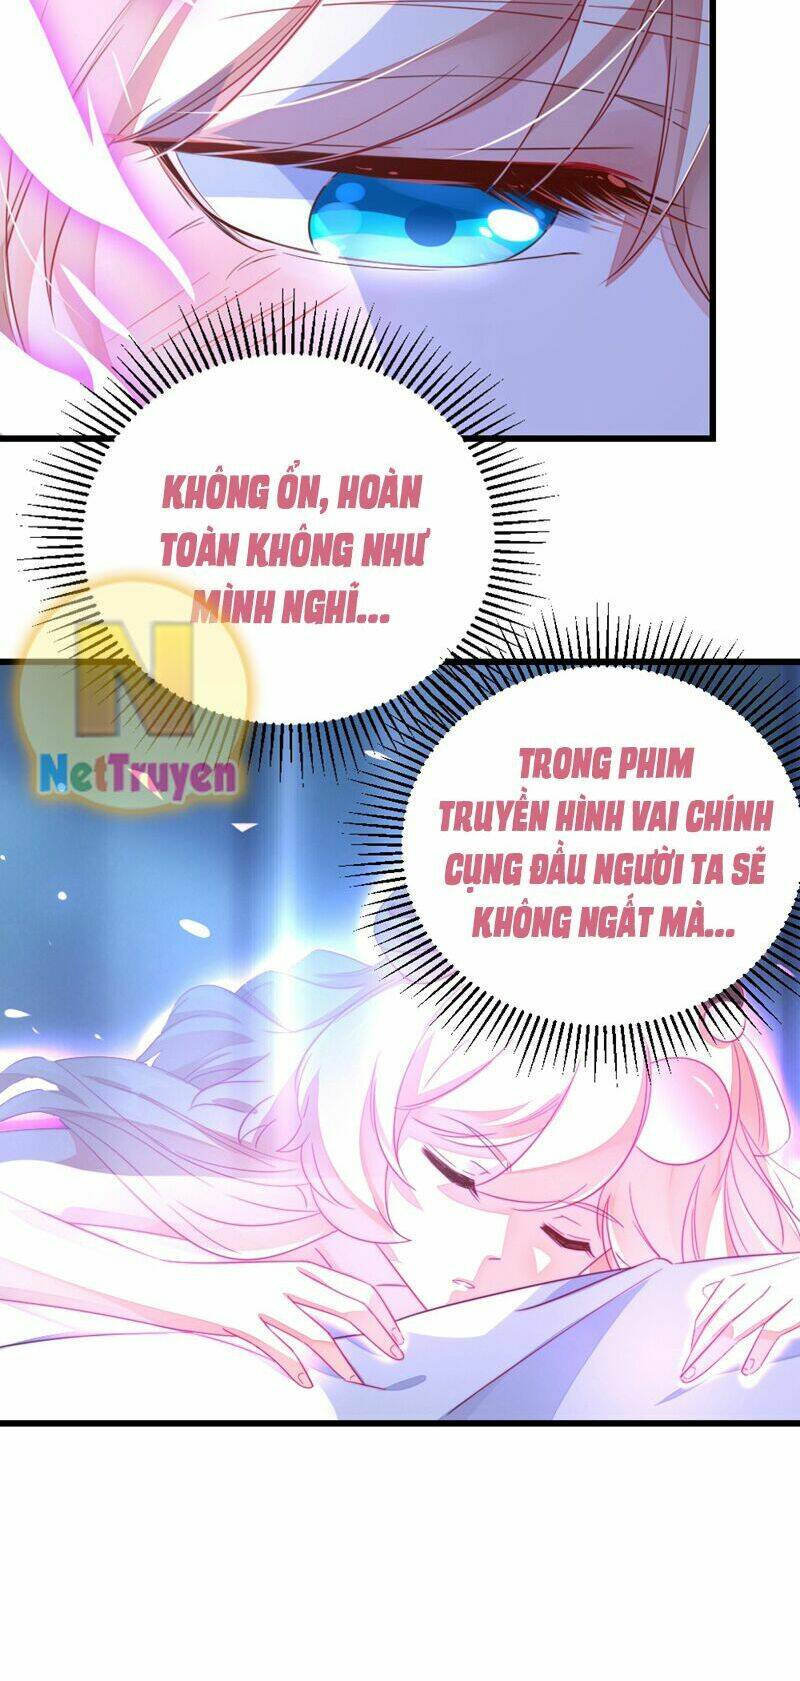 KHÔNG ỔN, HOÀN
TOÀN KHÔNG NHƯ
MÌNH NGHĨ...
N
NetTruyen
TRONG PHIM
TRUYỀN HÌNH VAI CHÍNH
CỤNG ĐẦU NGƯỜI TA SẼ
KHÔNG NGẤT MÀ...